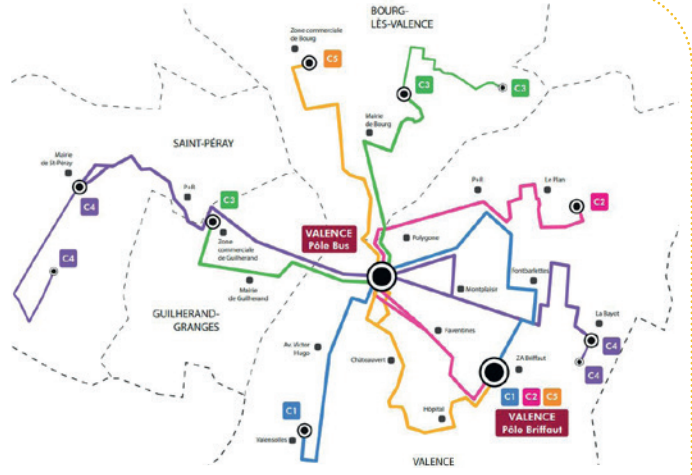 BOURG-
LÈS-VALENCE
Zone commerciale
de Bourg
C5
C3
C3
Mairie
de Bourg
SAINT-PÉRAY
Mairie
de St-Péray
C4
P+R
C3
Zone
commerciale
de Guilherand
VALENCE
Pôle Bus
P+R
Le Plan
C2
Polygone
C4
Mairie
de Guilherand
GUILHERAND-
GRANGES
Montplaisir
Fontbarlettes
Le Bayot
C4
C4
Av. Victor
Hugo
Châteauvert
Faventines
ZA Briffaut
C1
C2
C5
VALENCE
Pôle Briffaut
Hôpital
C1
Valensolles
VALENCE